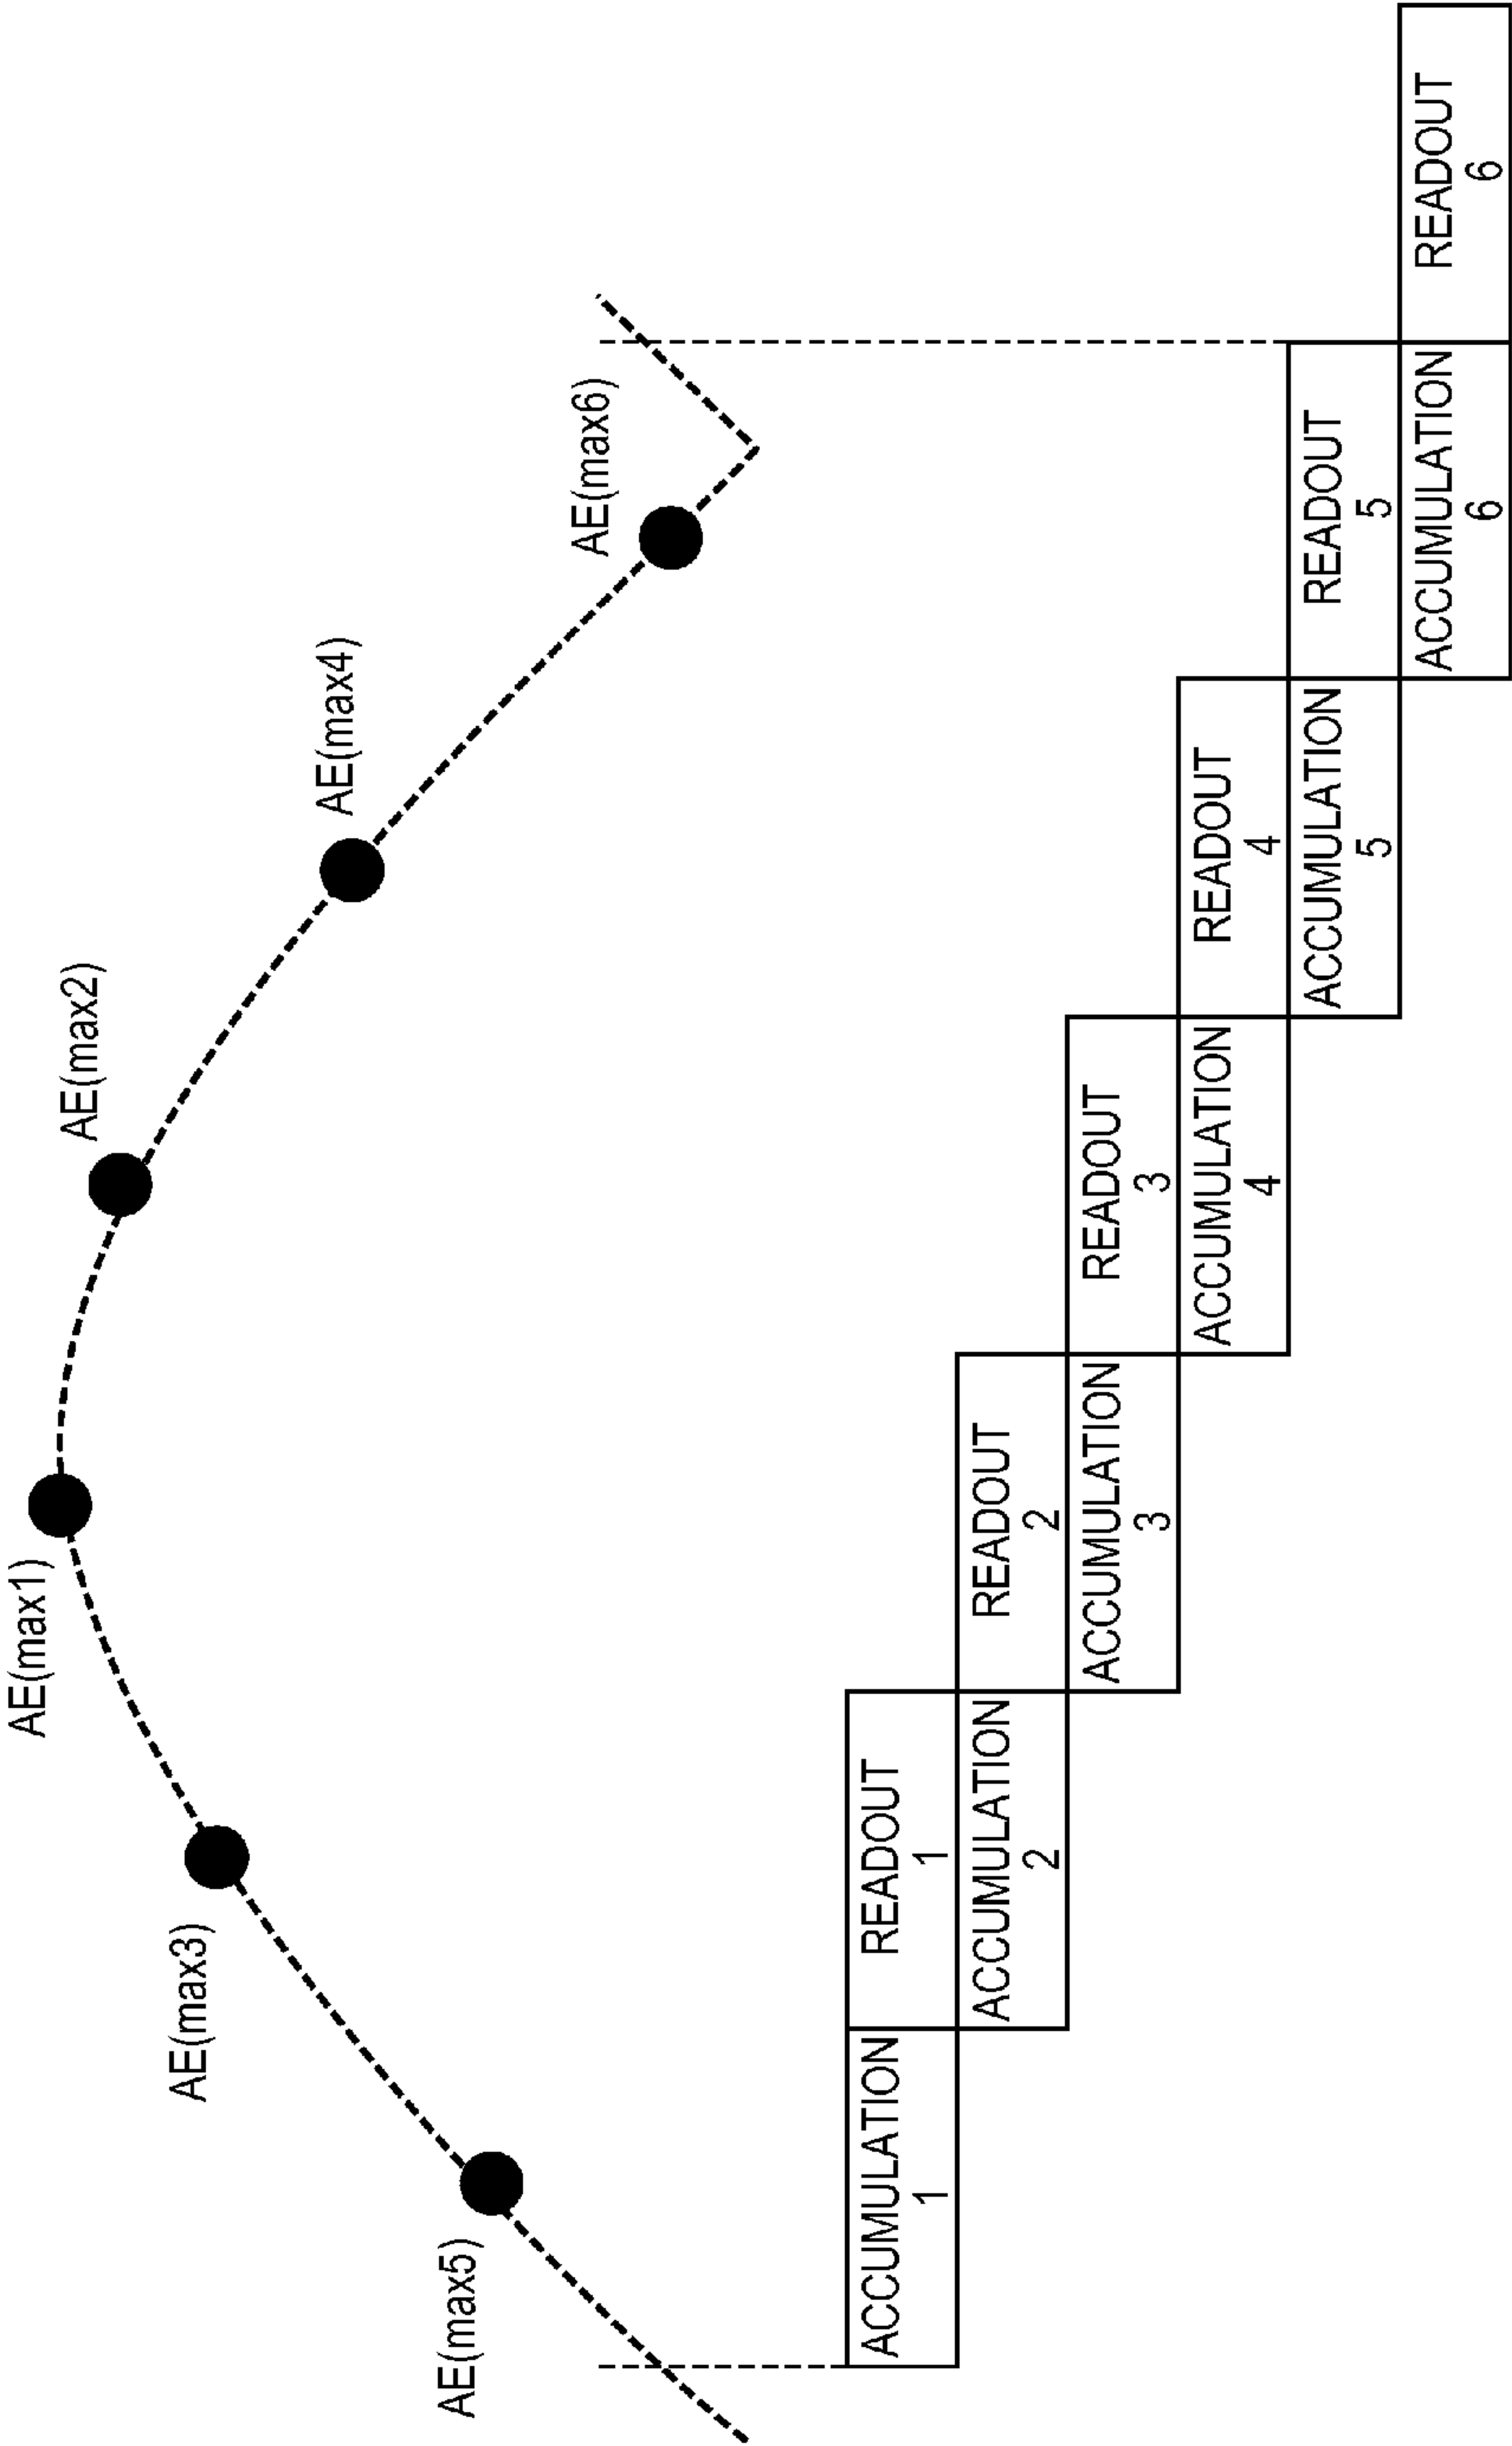 AE(max1)
AE(max2)
AE(max3)
AE(max4)
AE(max5)
AE(max6)
ACCUMULATION
1
READOUT
1
ACCUMULATION
2
READOUT
2
ACCUMULATION
3
READOUT
3
ACCUMULATION
4
READOUT
4
ACCUMULATION
5
READOUT
5
ACCUMULATION
6
READOUT
6